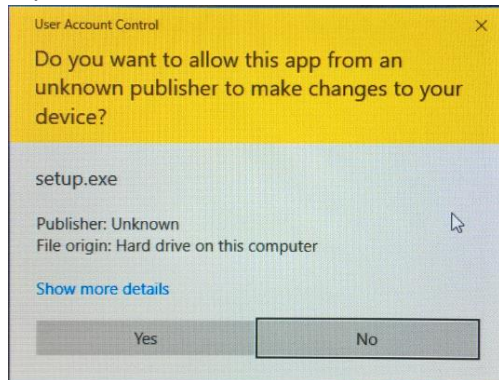 User Account Control
Do you want to allow this app from an
unknown publisher to make changes to your
device?
setup.exe
Publisher: Unknown
File origin: Hard drive on this computer
Show more details
Yes
No